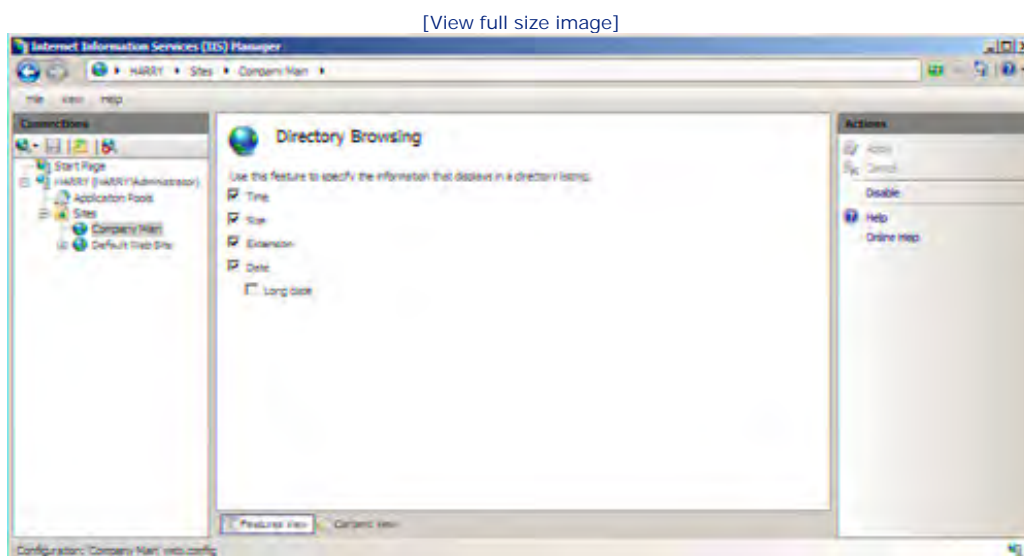 [View full size image]
Internet Information Services (IIS) Manager
HARRY Sites Company Main
File View Help
Connections
Start Page
HARRY (HARRY\Administrator)
Application Pools
Sites
Company Main
Default Web Site
Directory Browsing
Use this feature to specify the information that displays in a directory listing.
Time
Size
Extension
Date
Long date
Features View Content View
Actions
Apply
Cancel
Disable
Help
Online Help
Configuration: 'Company Main' web.config